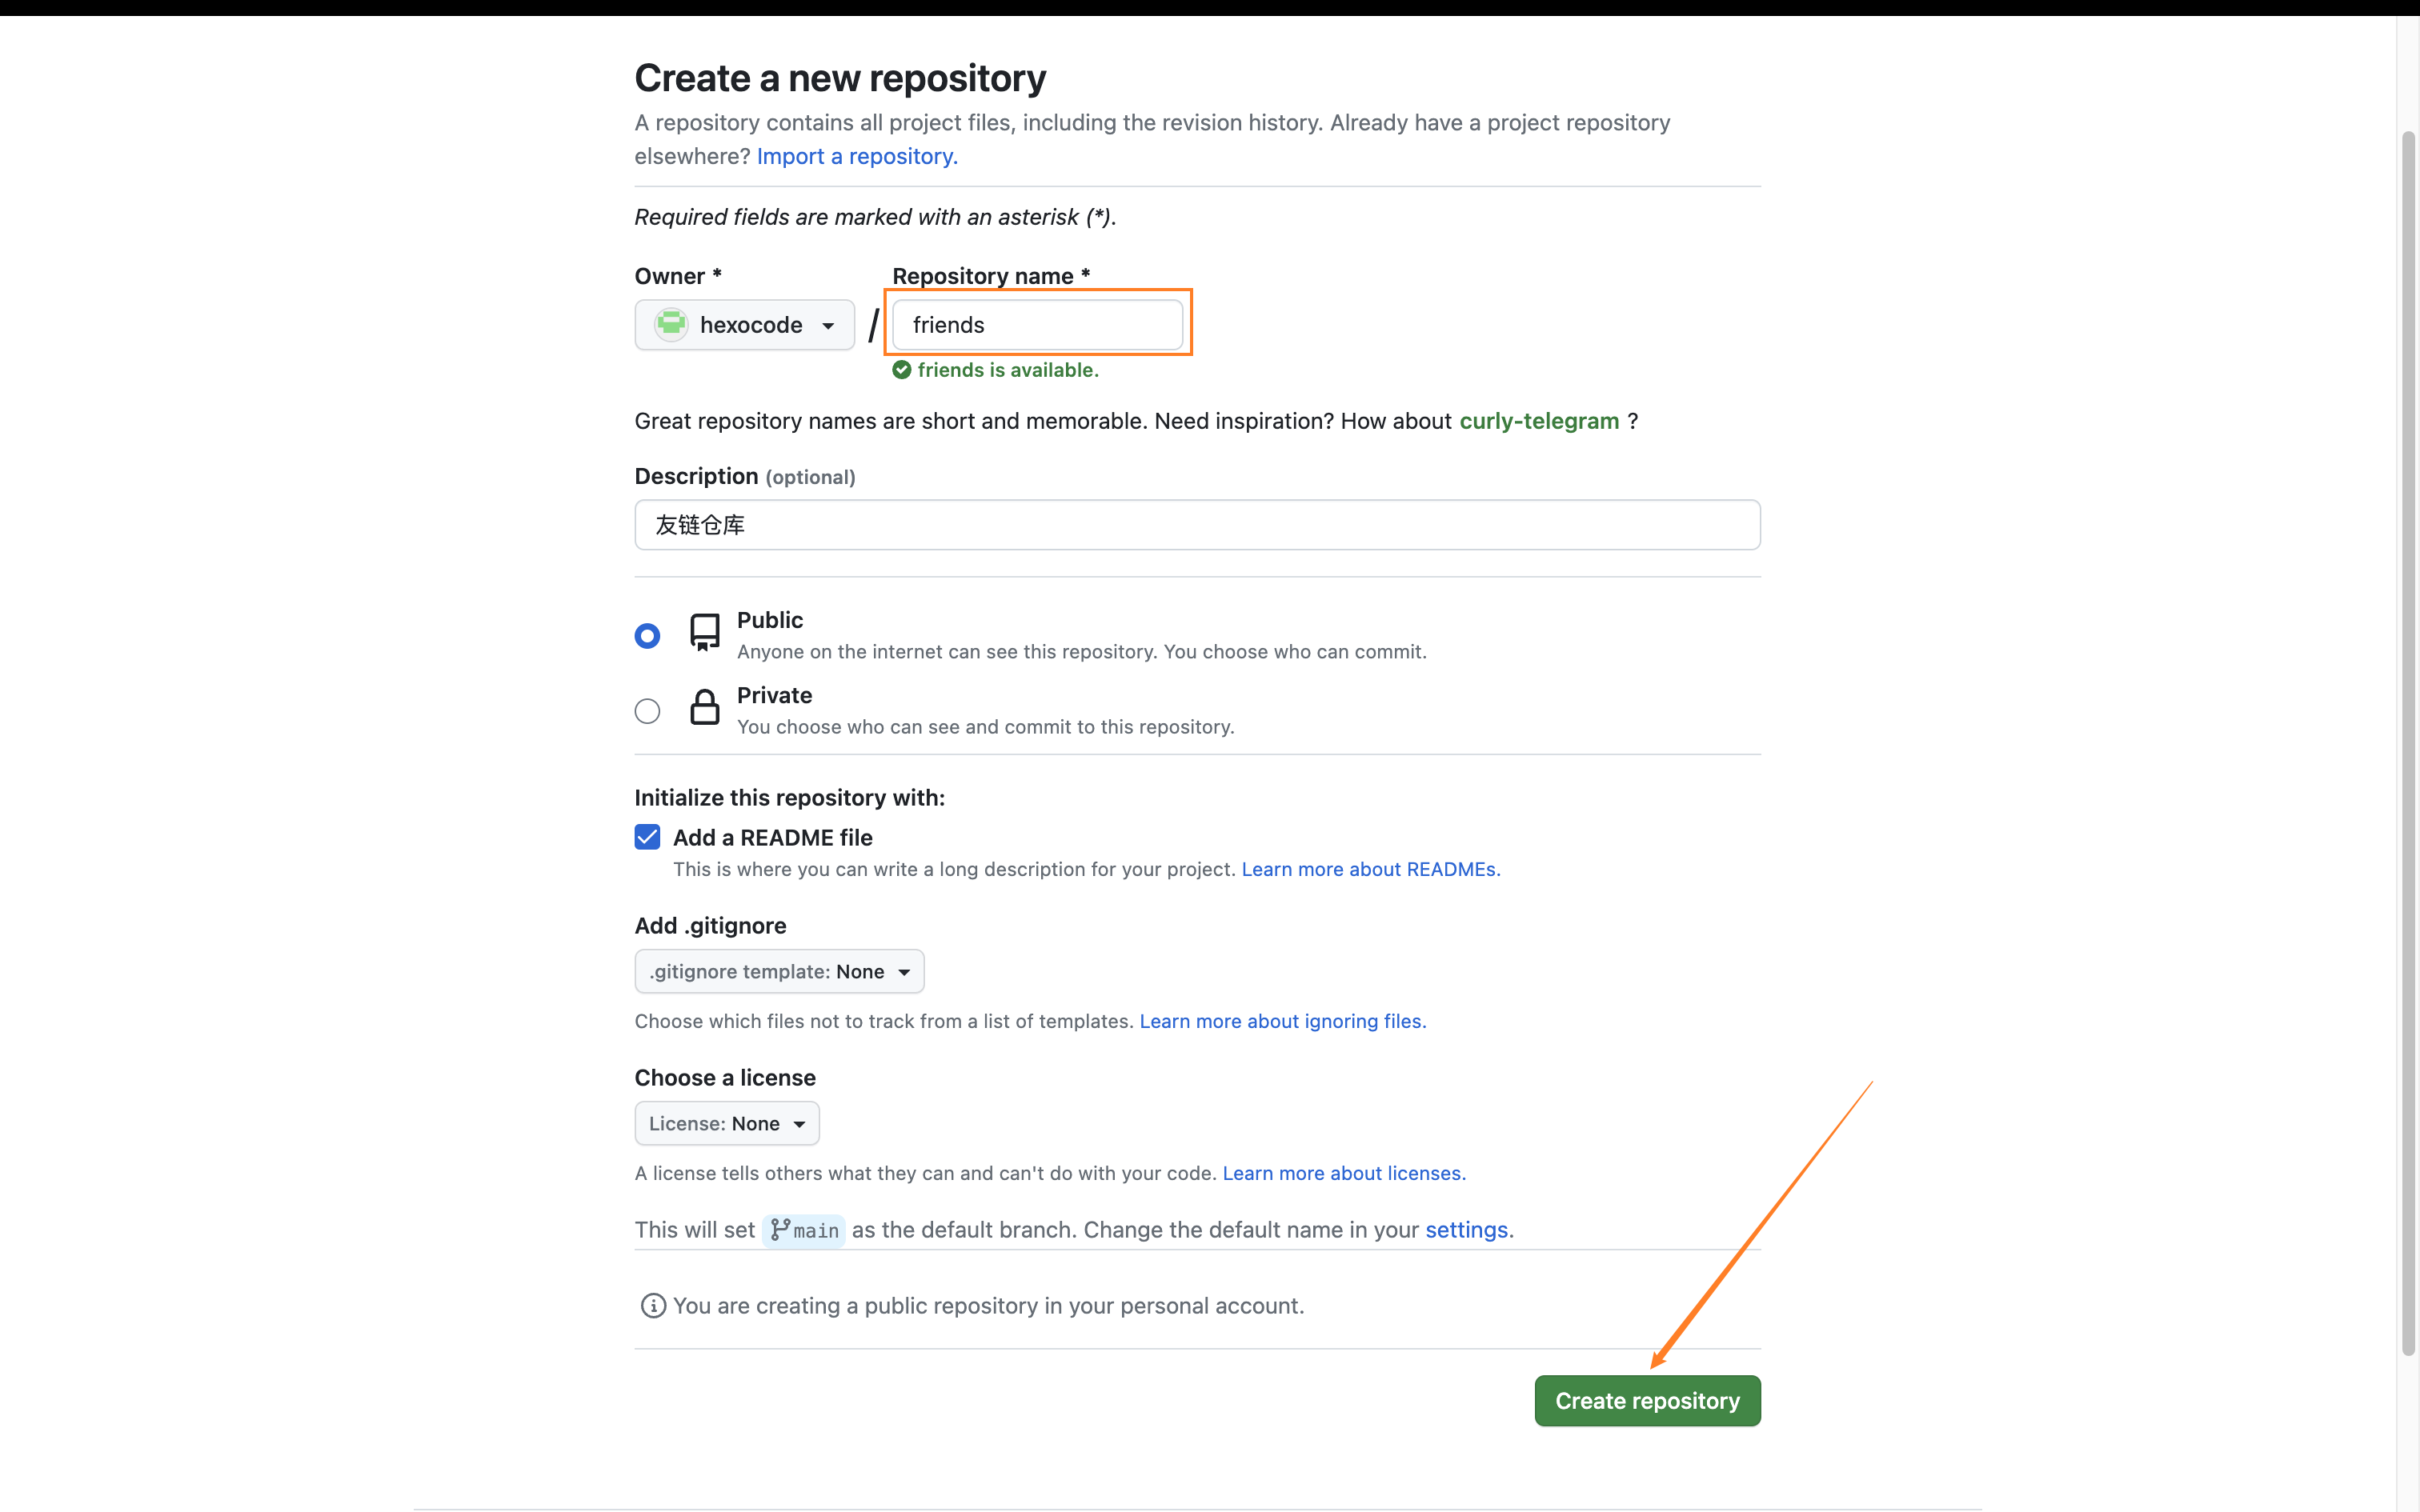 Create a new repository
A repository contains all project files, including the revision history. Already have a project repository
elsewhere? Import a repository.
Required fields are marked with an asterisk (*).
Owner * Repository name *
hexocode / friends
friends is available.
Great repository names are short and memorable. Need inspiration? How about curly-telegram ?
Description (optional)
友链仓库
Public
Anyone on the internet can see this repository. You choose who can commit.
Private
You choose who can see and commit to this repository.
Initialize this repository with:
Add a README file
This is where you can write a long description for your project. Learn more about READMEs.
Add .gitignore
.gitignore template: None
Choose which files not to track from a list of templates. Learn more about ignoring files.
Choose a license
License: None
A license tells others what they can and can't do with your code. Learn more about licenses.
This will set main as the default branch. Change the default name in your settings.
You are creating a public repository in your personal account.
Create repository